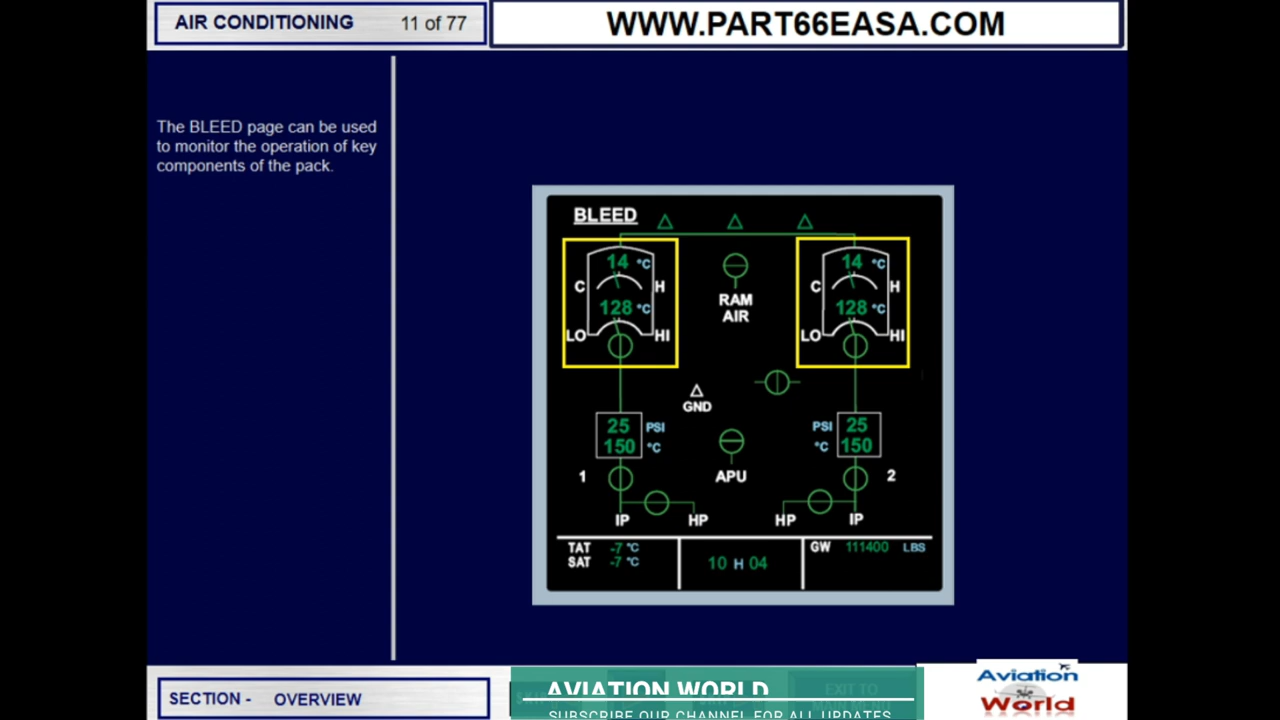 AIR CONDITIONING 11 of 77
WWW.PART66EASA.COM
The BLEED page can be used
to monitor the operation of key
components of the pack.
BLEED
14 °C
C H
128 °C
LO HI
RAM
AIR
14 °C
C H
128 °C
LO HI
GND
25 PSI
150 °C
PSI 25
°C 150
1
APU
2
IP HP
HP IP
TAT -7 °C
SAT -7 °C
10 H 04
GW 111400 LBS
SECTION - OVERVIEW
AVIATION WORLD
SUBSCRIBE OUR CHANNEL FOR ALL UPDATES
EXIT TO
Aviation
World